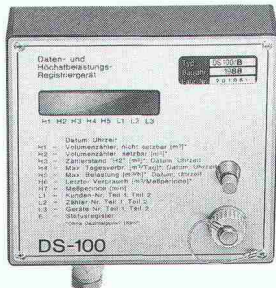 Daten- und
Höchstbelastungs-
Registriergerät
Typ DS-100/B
Baujahr 1988
H1 H2 H3 H4 H5 L1 L2 L3
Datum, Uhrzeit
H1 - Volumenzähler, nicht setzbar (m³)*
H2 - Volumenzähler, setzbar (m³)*
H3 - Zählerstand "H2" (m³)*, Datum, Uhrzeit
H4 - Max. Tagesverbr. (m³/Tag)*, Datum, Uhrzeit
H5 - Max. Belastung (m³/h)*, Datum, Uhrzeit
H6 - Letzter Verbrauch (m³/Meßperiode)*
H7 - Meßperiode (min)
L1 - Kunden-Nr. Teil 1, Teil 2
L2 - Zähler Nr. Teil 1, Teil 2
L3 - Geräte Nr. Teil 1, Teil 2
Statusregister
DS-100